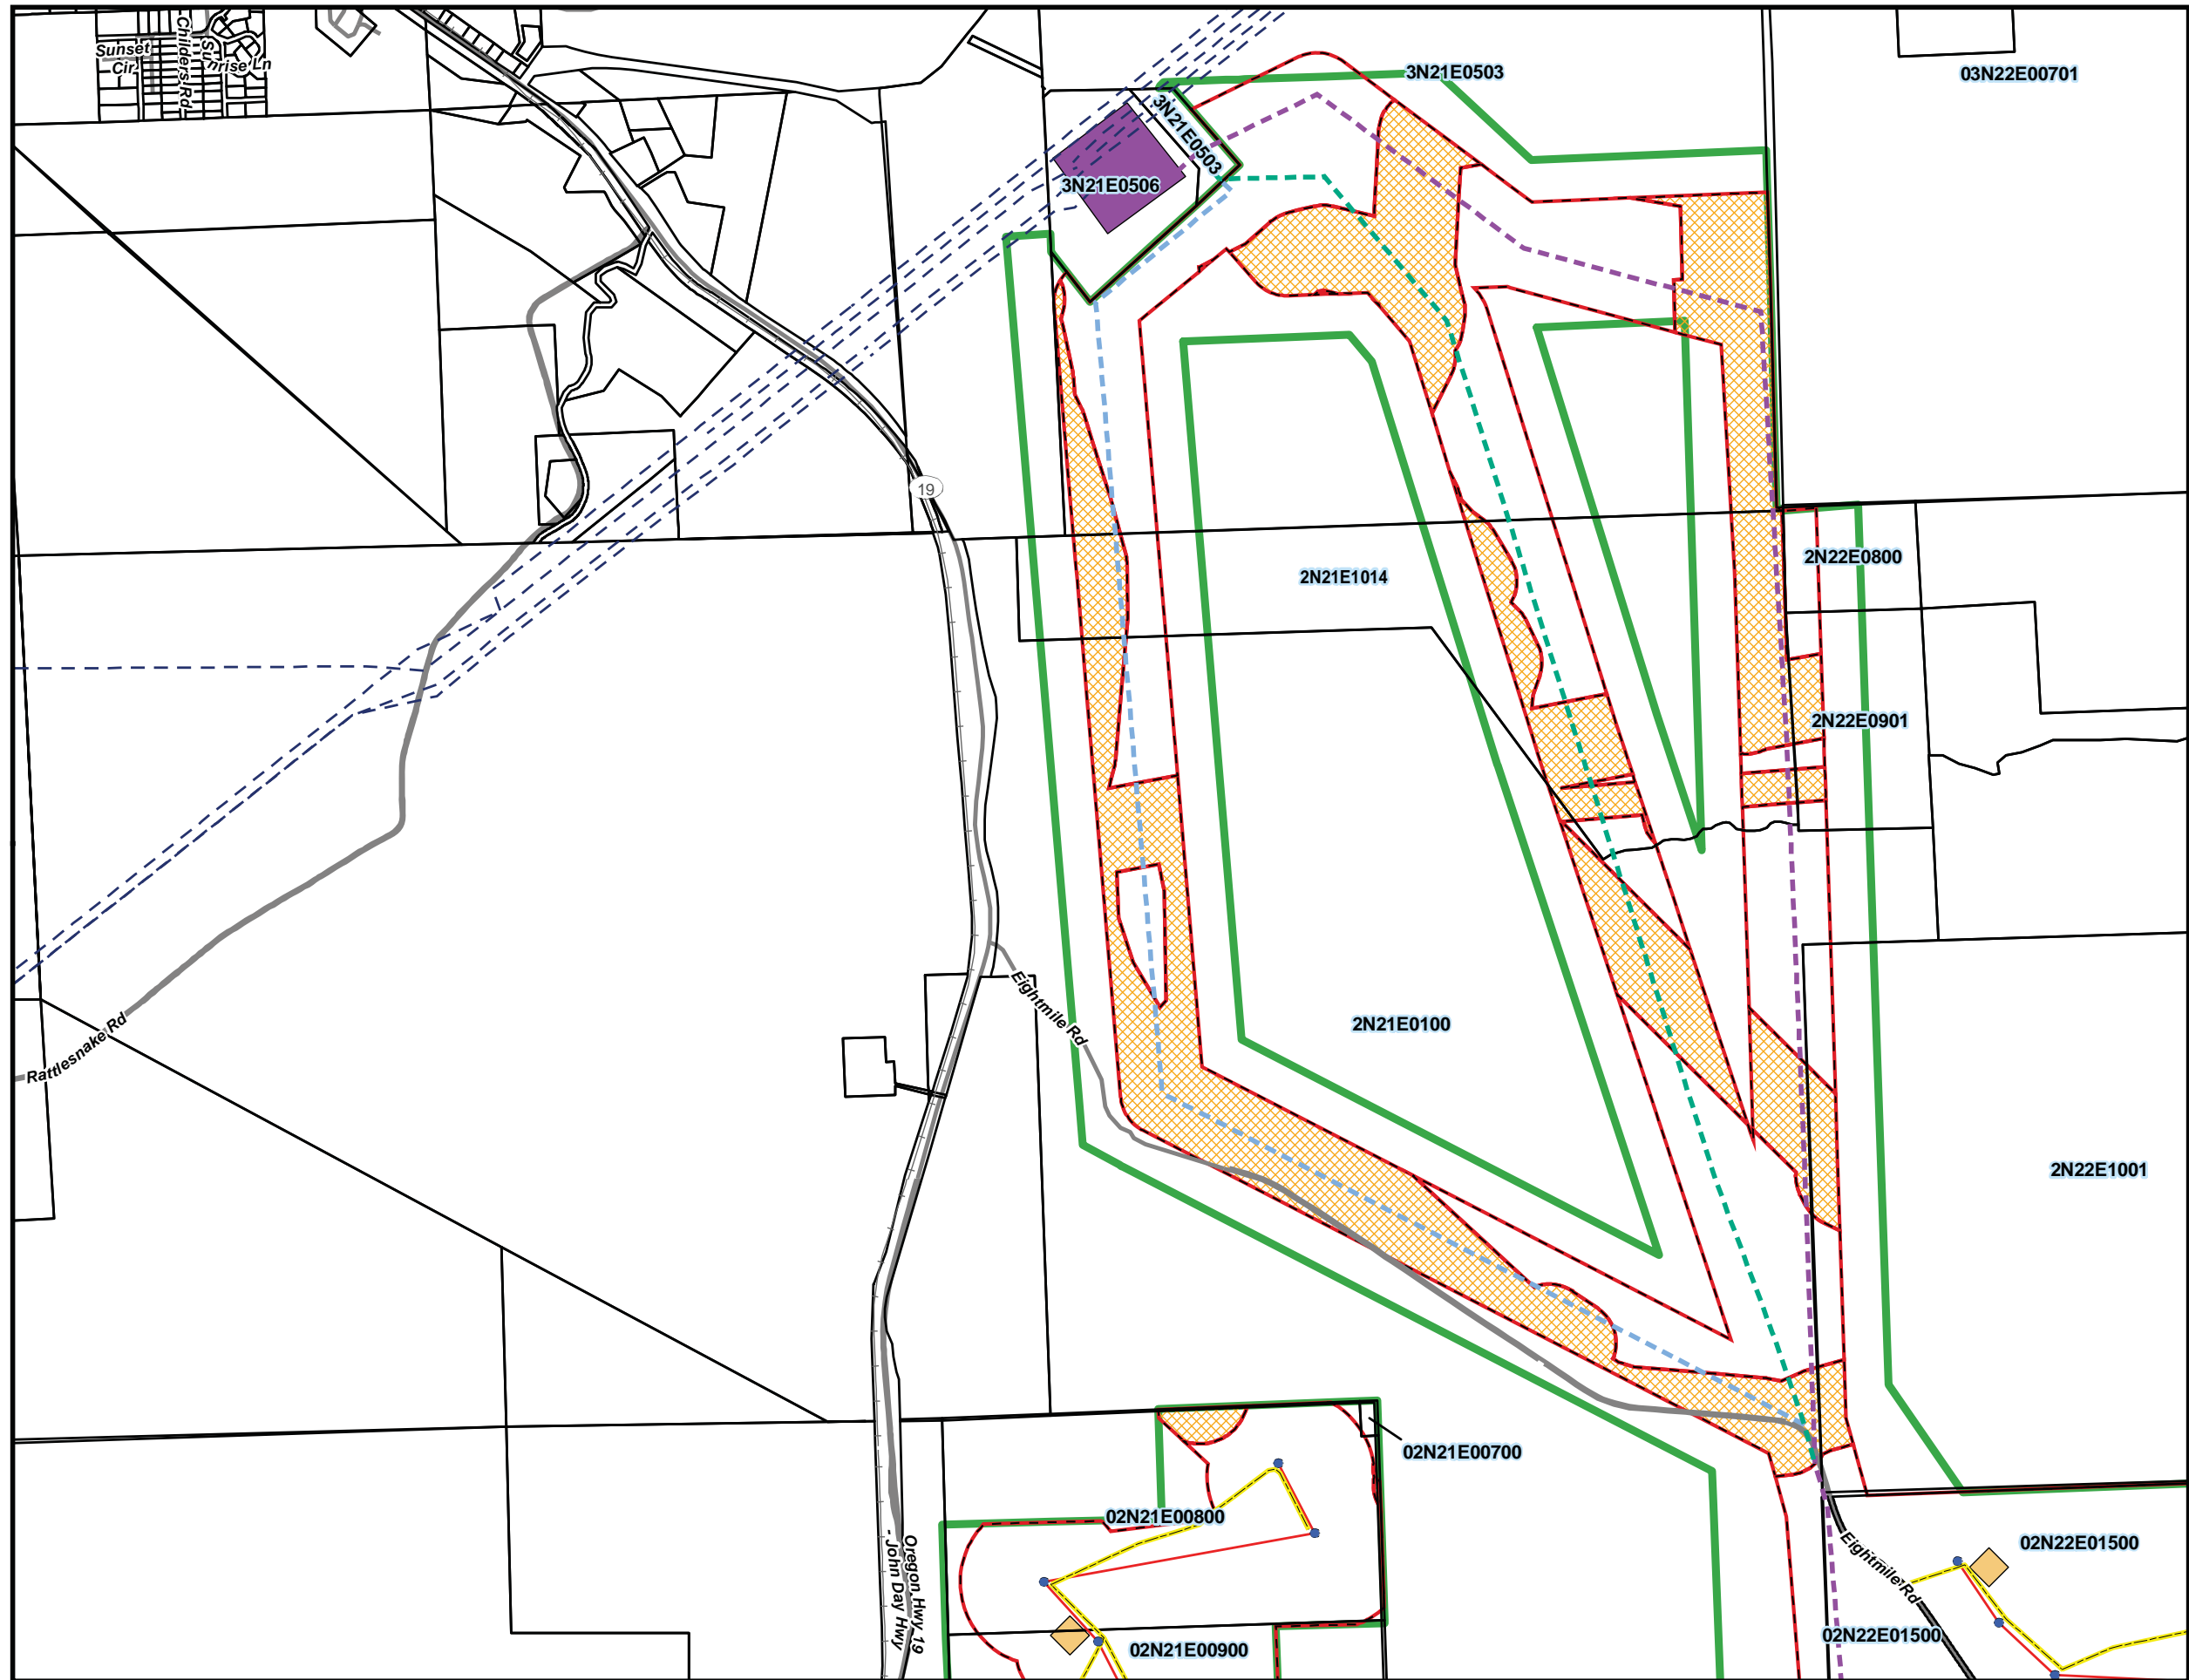 Sunset
Cir
Childers Rd
Sunrise Ln
3N21E0503
03N22E00701
3N21E0503
3N21E0506
19
2N22E0800
2N21E1014
2N22E0901
Eightmile Rd
2N21E0100
Rattlesnake Rd
2N22E1001
02N21E00700
02N21E00800
Oregon Hwy 19
- John Day Hwy
Eightmile Rd
02N22E01500
02N22E01500
02N21E00900